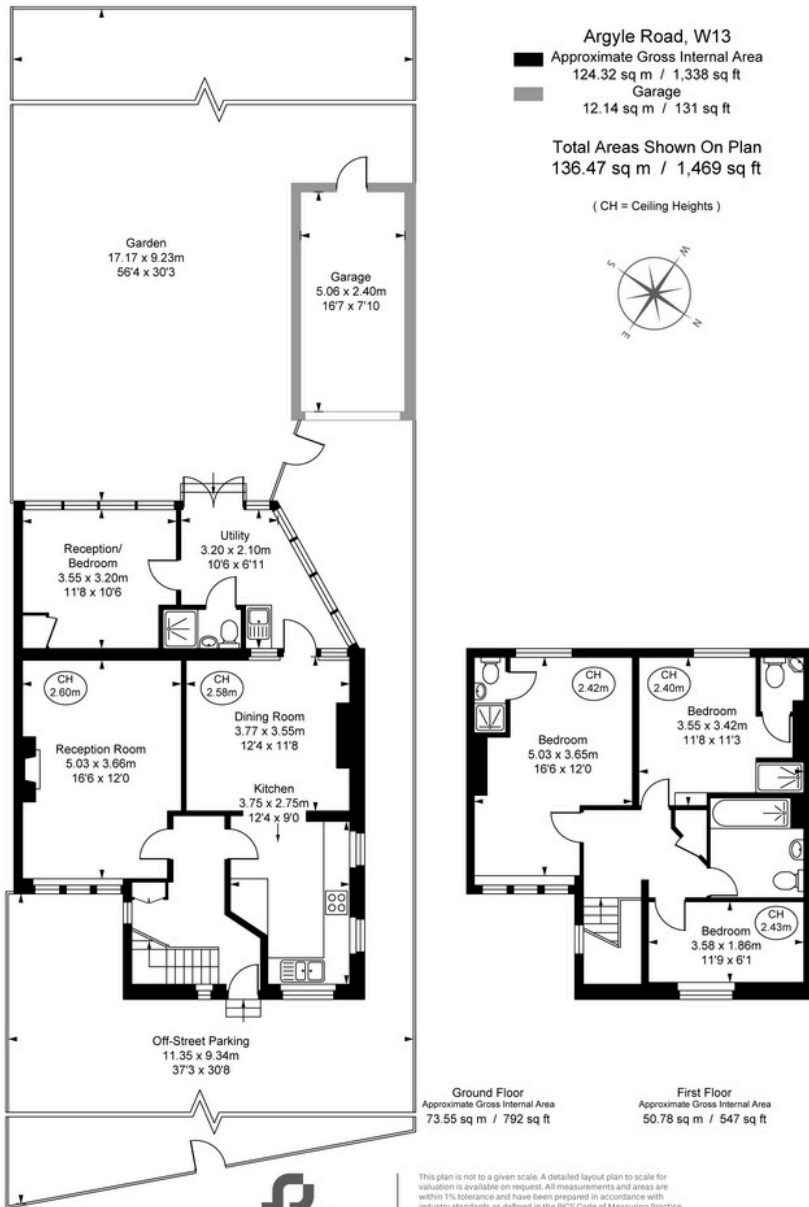 Argyle Road, W13
Approximate Gross Internal Area
124.32 sq m / 1,338 sq ft
Garage
12.14 sq m / 131 sq ft
Total Areas Shown On Plan
136.47 sq m / 1,469 sq ft
( CH = Ceiling Heights )
W
S
N
E
Garden
17.17 x 9.23m
56'4 x 30'3
Garage
5.06 x 2.40m
16'7 x 7'10
Utility
3.20 x 2.10m
10'6 x 6'11
Reception/
Bedroom
3.55 x 3.20m
11'8 x 10'6
CH
2.60m
CH
2.58m
Dining Room
3.77 x 3.55m
12'4 x 11'8
Reception Room
5.03 x 3.66m
16'6 x 12'0
Kitchen
3.75 x 2.75m
12'4 x 9'0
Off-Street Parking
11.35 x 9.34m
37'3 x 30'8
CH
2.42m
CH
2.40m
Bedroom
3.55 x 3.42m
11'8 x 11'3
Bedroom
5.03 x 3.65m
16'6 x 12'0
CH
2.43m
Bedroom
3.58 x 1.86m
11'9 x 6'1
Ground Floor
Approximate Gross Internal Area
73.55 sq m / 792 sq ft
First Floor
Approximate Gross Internal Area
50.78 sq m / 547 sq ft
This plan is not to a given scale. A detailed layout plan to scale for
valuation is available on request. All measurements and areas are
within 1% tolerance and have been prepared in accordance with
industry standards as defined in the RICS Code of Measuring Practice